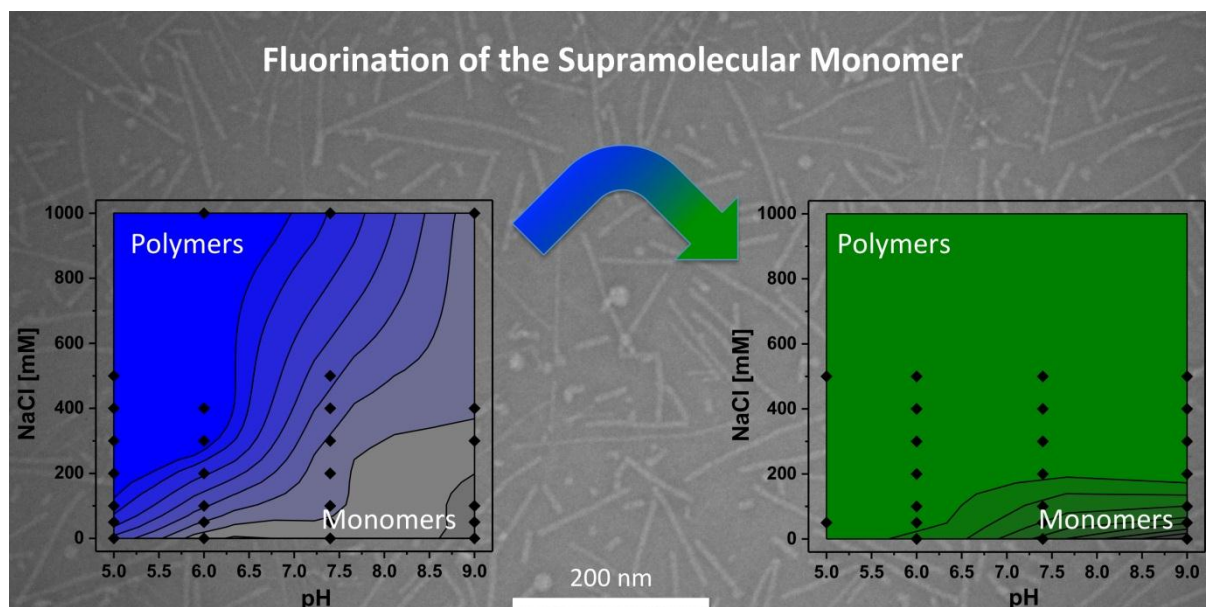 Fluorination of the Supramolecular Monomer
1000
800
600
400
200
0
NaCl [mM]
Polymers
Monomers
5.0 5.5 6.0 6.5 7.0 7.5 8.0 8.5 9.0
pH
200 nm
1000
800
600
400
200
0
NaCl [mM]
Polymers
Monomers
5.0 5.5 6.0 6.5 7.0 7.5 8.0 8.5 9.0
pH